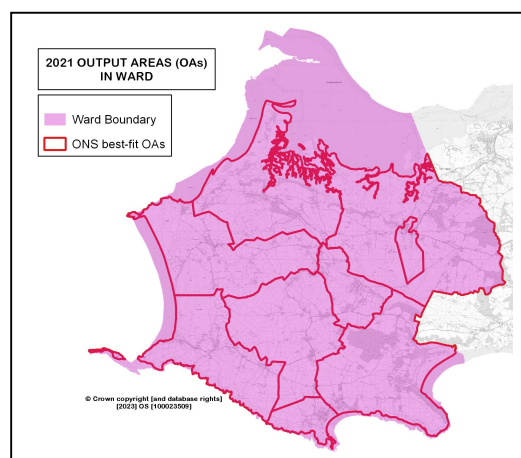 2021 OUTPUT AREAS (OAs)
IN WARD
Ward Boundary
ONS best-fit OAs
© Crown copyright [and database rights]
[2023] OS [100023509]